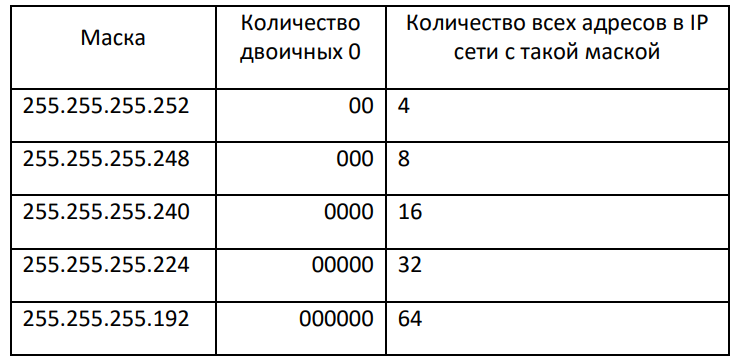 Маска
Количество
двоичных 0
Количество всех адресов в IP
сети с такой маской
255.255.255.252 00 4
255.255.255.248 000 8
255.255.255.240 0000 16
255.255.255.224 00000 32
255.255.255.192 000000 64